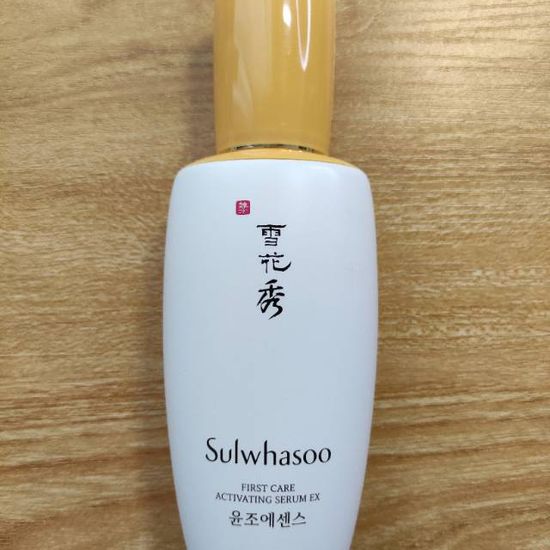 雪
花
秀
Sulwhasoo
FIRST CARE
ACTIVATING SERUM EX
윤조에센스